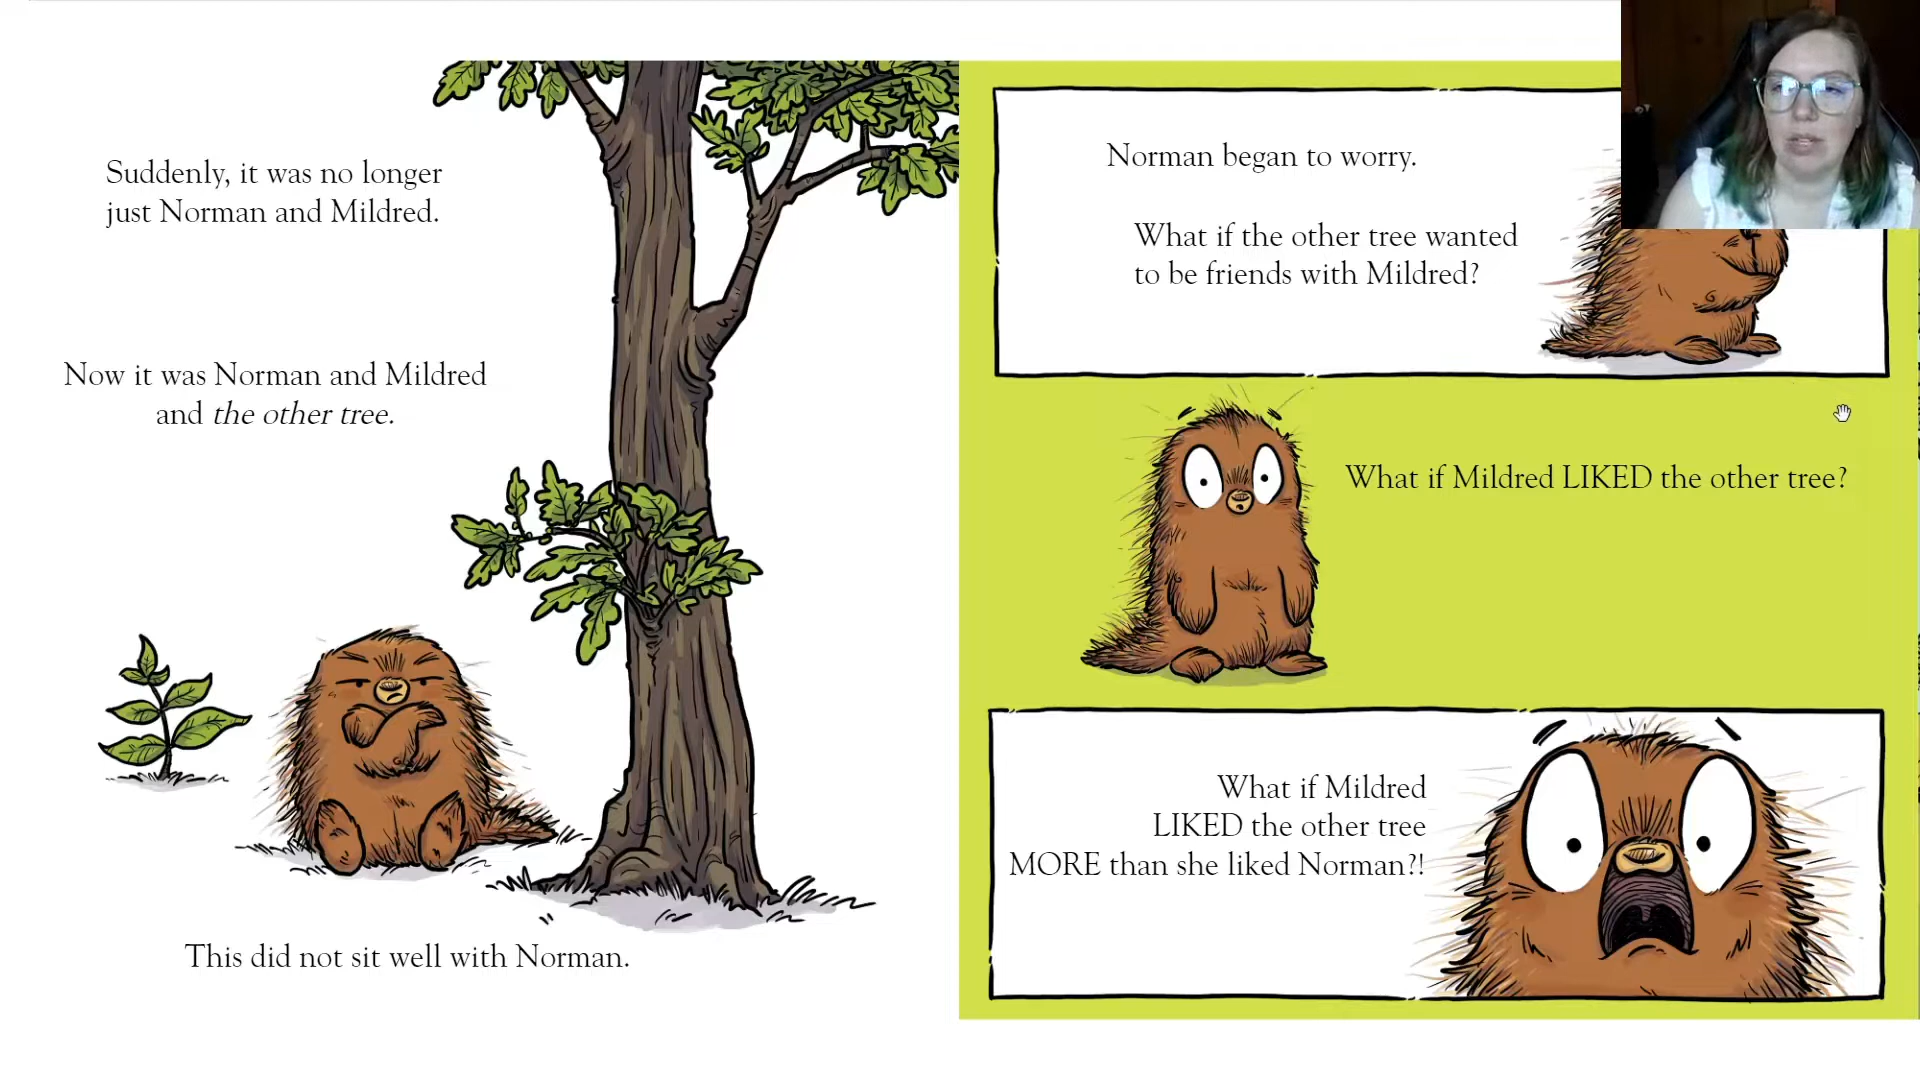 Suddenly, it was no longer
just Norman and Mildred.
Now it was Norman and Mildred
and the other tree.
This did not sit well with Norman.
Norman began to worry.
What if the other tree wanted
to be friends with Mildred?
What if Mildred LIKED the other tree?
What if Mildred
LIKED the other tree
MORE than she liked Norman?!